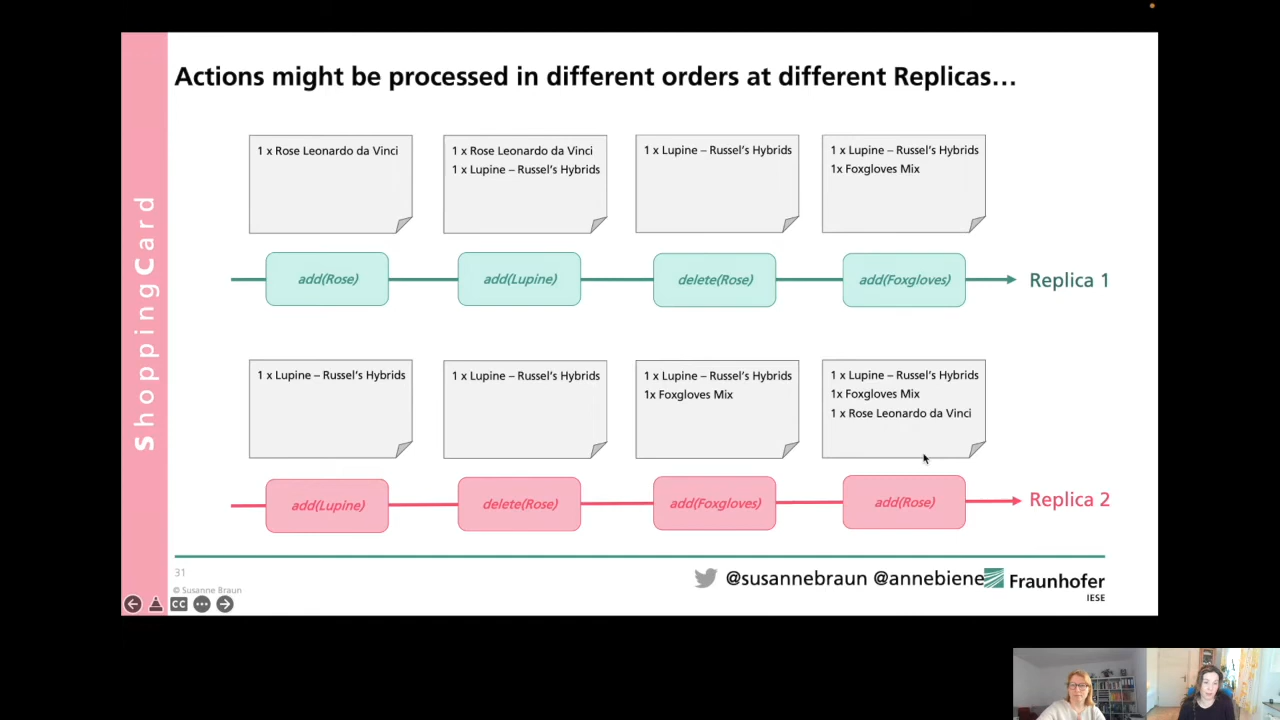 Actions might be processed in different orders at different Replicas...
ShoppingCard
1 x Rose Leonardo da Vinci
1 x Rose Leonardo da Vinci
1 x Lupine – Russel's Hybrids
1 x Lupine – Russel's Hybrids
1 x Lupine – Russel's Hybrids
1x Foxgloves Mix
add(Rose)
add(Lupine)
delete(Rose)
add(Foxgloves)
Replica 1
1 x Lupine – Russel's Hybrids
1 x Lupine – Russel's Hybrids
1 x Lupine – Russel's Hybrids
1x Foxgloves Mix
1 x Lupine – Russel's Hybrids
1x Foxgloves Mix
1 x Rose Leonardo da Vinci
add(Lupine)
delete(Rose)
add(Foxgloves)
add(Rose)
Replica 2
31
© Susanne Braun
CC
@susannebraun @annebiene
Fraunhofer
IESE